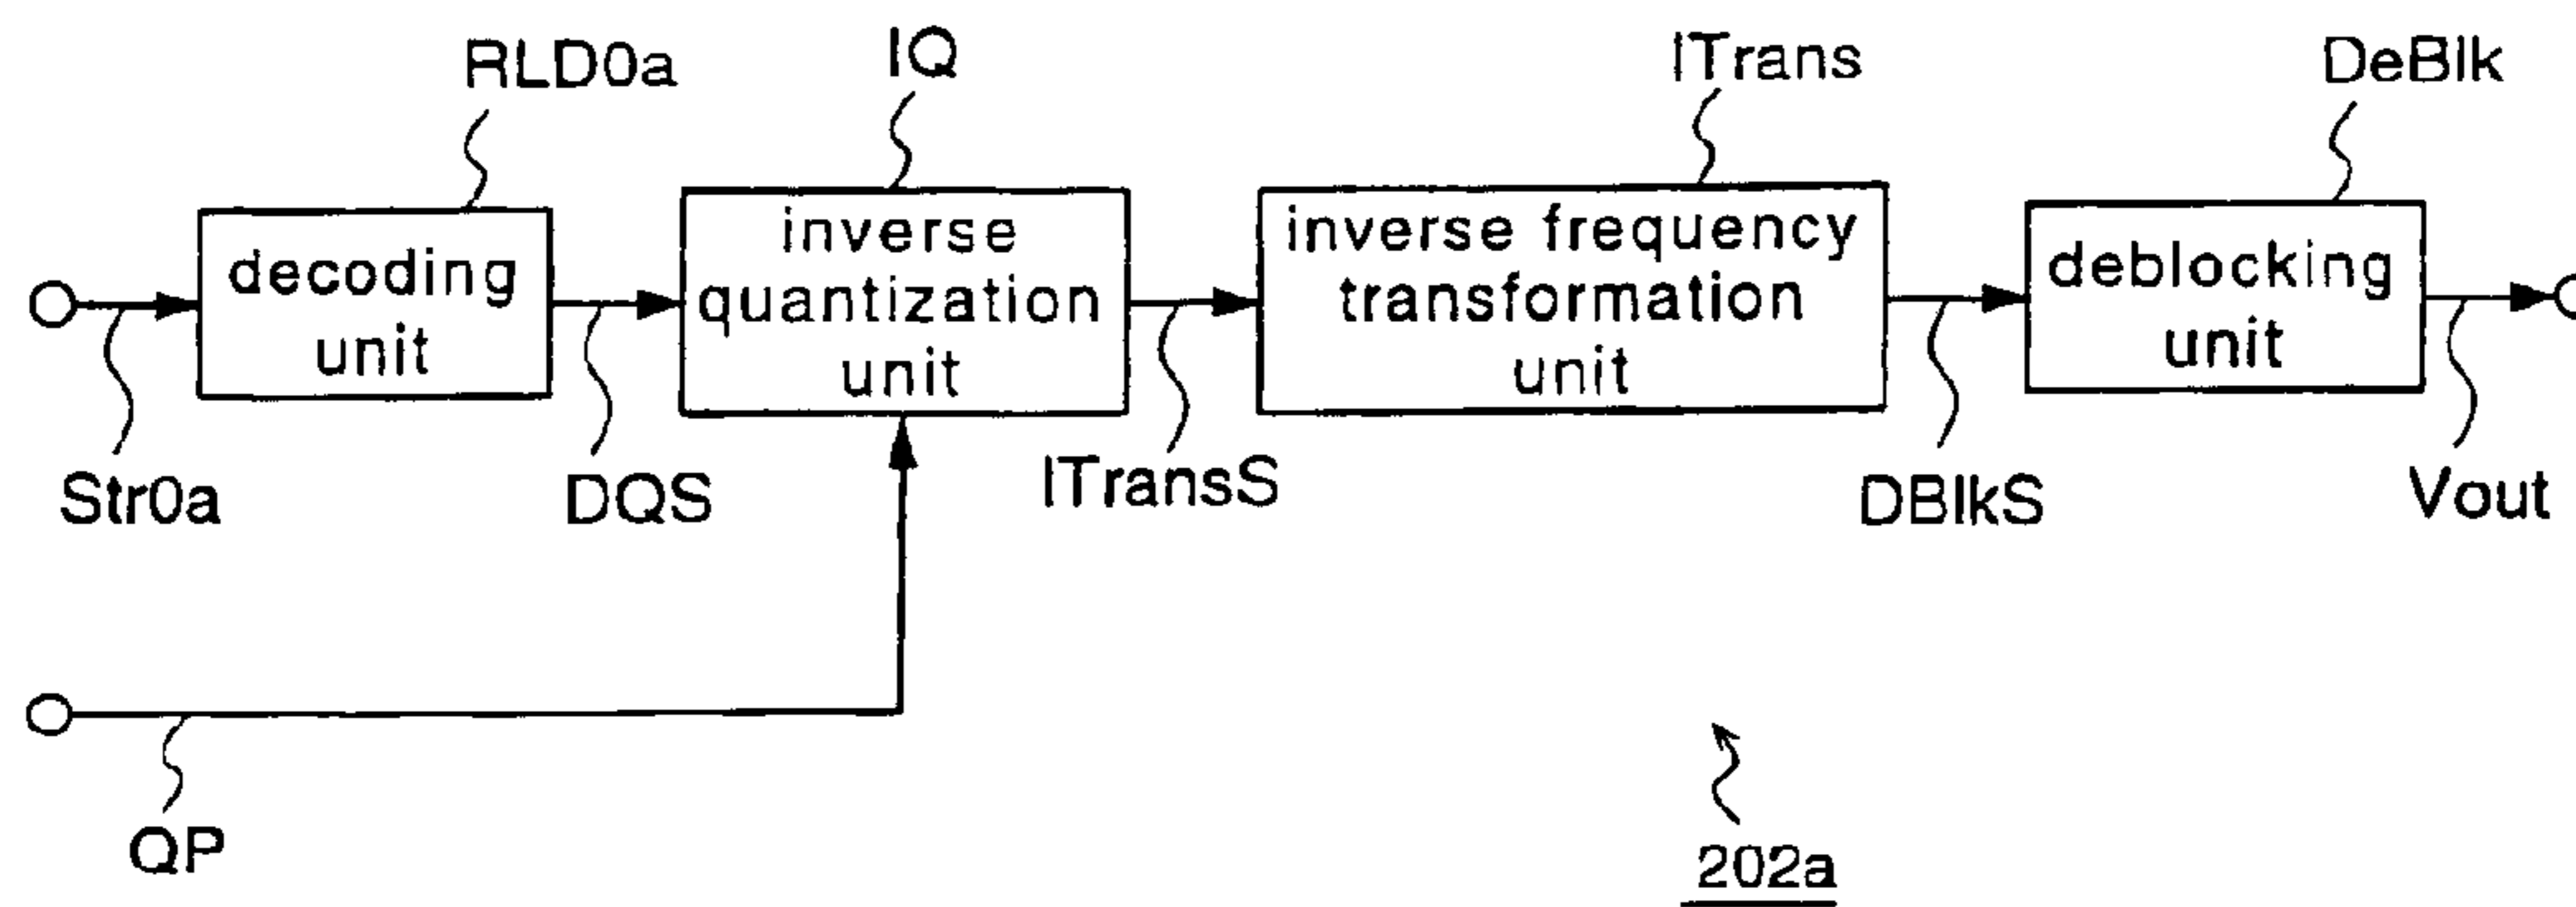 RLD0a
IQ
ITrans
DeBlk
decoding
unit
inverse
quantization
unit
inverse frequency
transformation
unit
deblocking
unit
Str0a
DQS
ITransS
DBlkS
Vout
QP
202a